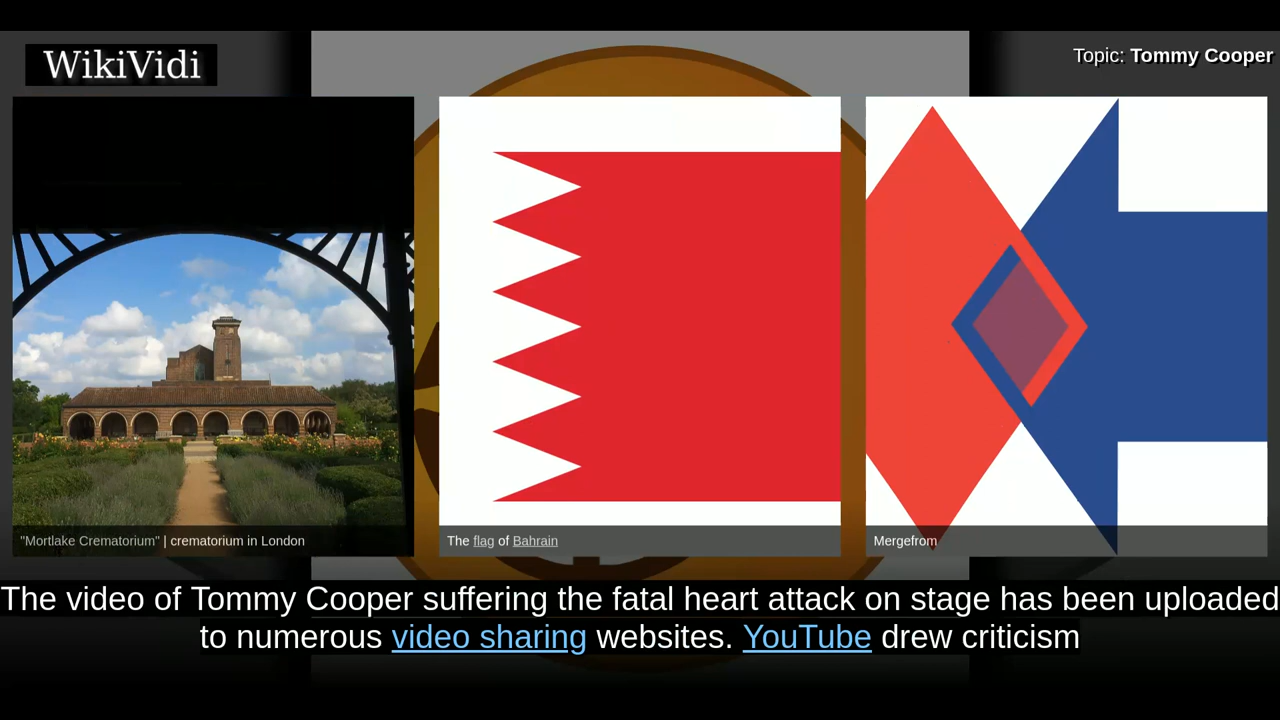 WikiVidi
Topic: Tommy Cooper
"Mortlake Crematorium" | crematorium in London
The flag of Bahrain
Mergefrom
The video of Tommy Cooper suffering the fatal heart attack on stage has been uploaded
to numerous video sharing websites. YouTube drew criticism